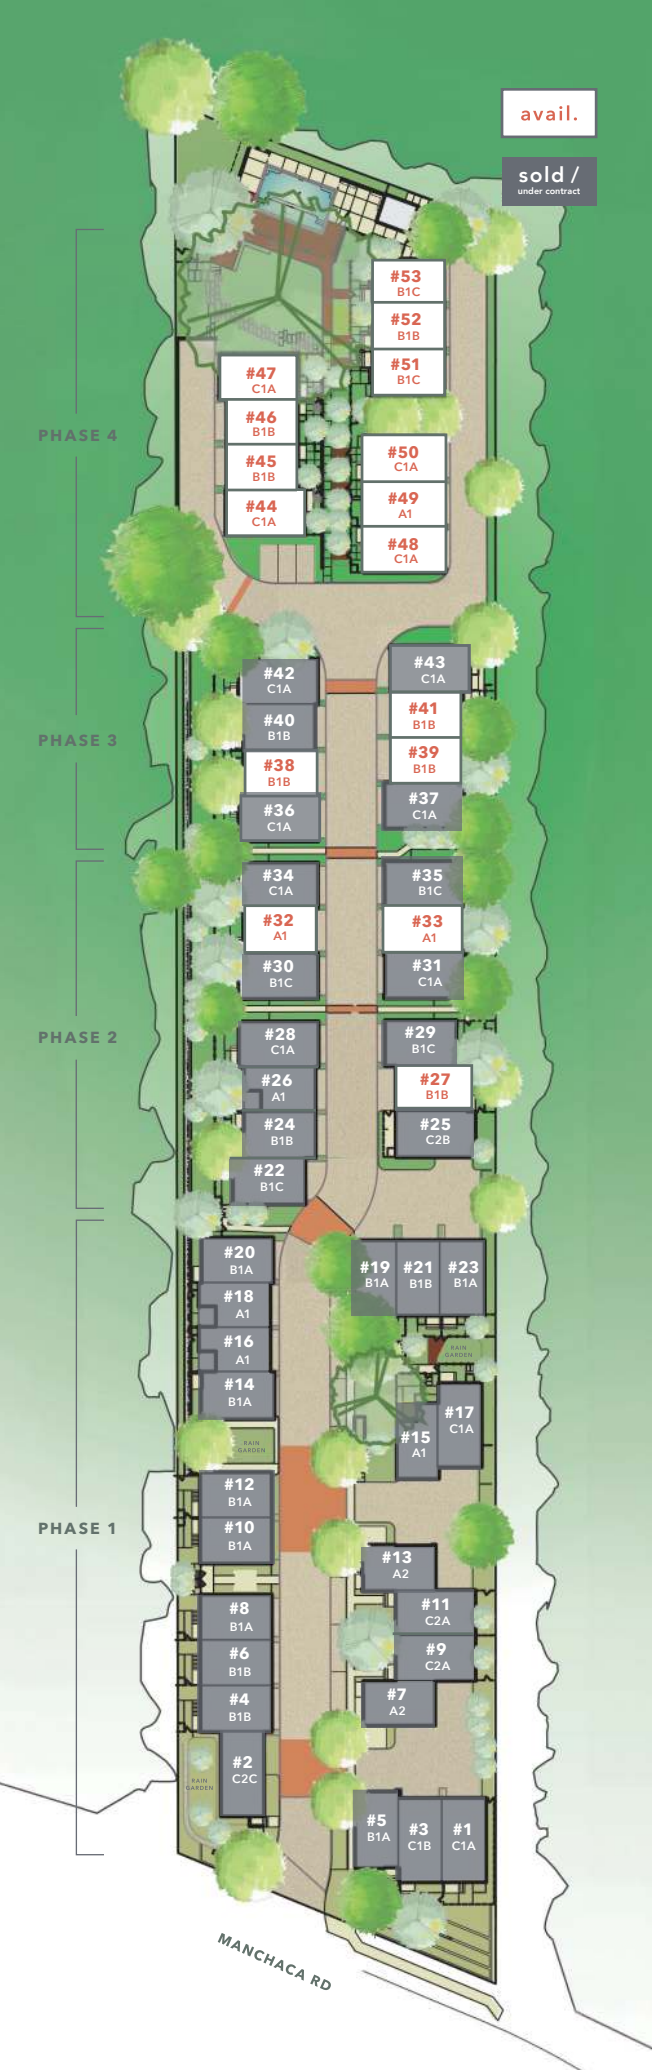 avail.
sold /
under contract
#53
B1C
#52
B1B
#51
B1C
#47
C1A
#46
B1B
#45
B1B
#44
C1A
#50
C1A
#49
A1
#48
C1A
PHASE 4
#42
C1A
#40
B1B
#38
B1B
#36
C1A
#43
C1A
#41
B1B
#39
B1B
#37
C1A
PHASE 3
#34
C1A
#32
A1
#30
B1C
#35
B1C
#33
A1
#31
C1A
PHASE 2
#28
C1A
#26
A1
#24
B1B
#22
B1C
#29
B1C
#27
B1B
#25
C2B
#20
B1A
#18
A1
#16
A1
#14
B1A
#19
B1A
#21
B1B
#23
B1A
RAIN
GARDEN
#17
C1A
#15
A1
RAIN
GARDEN
#12
B1A
#10
B1A
PHASE 1
#13
A2
#11
C2A
#9
C2A
#7
A2
#8
B1A
#6
B1B
#4
B1B
#2
C2C
RAIN
GARDEN
#5
B1A
#3
C1B
#1
C1A
MANCHACA RD